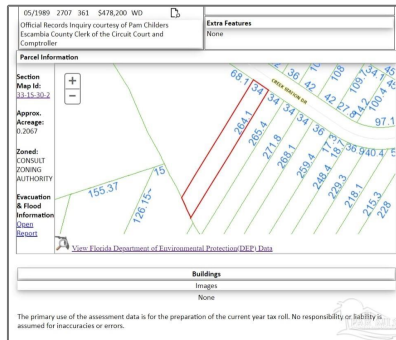 05/1989 2707 361 $478,200 WD
Official Records Inquiry courtesy of Pam Childers
Escambia County Clerk of the Circuit Court and
Comptroller
Extra Features
None
Parcel Information
Section
Map Id:
33-15-30-2
Approx.
Acreage:
0.2067
Zoned:
CONSULT
ZONING
AUTHORITY
Evacuation
& Flood
Information
Open
Report
+
−
68.1
34
34
34
34
36
36
42
42
108
97.1
264.1
265.4
271.8
268.1
259.4
248.4
229.3
218.1
215.3
228
155.37
126.15~
15
View Florida Department of Environmental Protection(DEP) Data
Buildings
Images
None
The primary use of the assessment data is for the preparation of the current year tax roll. No responsibility or liability is
assumed for inaccuracies or errors.